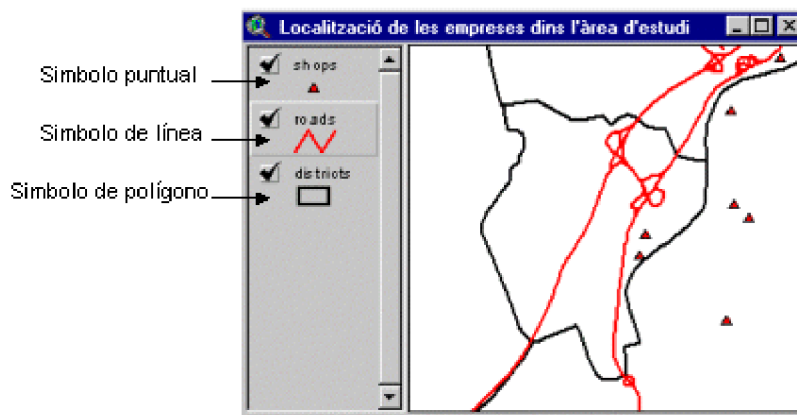 Localització de les empreses dins l'àrea d'estudi
Simbolo puntual
shops
Simbolo de línea
roads
Simbolo de polígono
districts